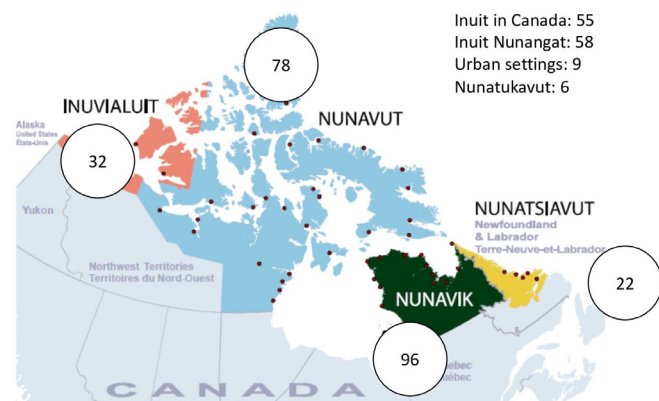 Inuit in Canada: 55
Inuit Nunangat: 58
Urban settings: 9
Nunatukavut: 6
78
INUVIALUIT
NUNAVUT
Alaska
United States
État-Unis
32
Yukon
NUNATSIAVUT
Newfoundland
& Labrador
Terre-Neuve-et-Labrador
Northwest Territories
Territoires du Nord-Ouest
22
NUNAVIK
96
CANADA